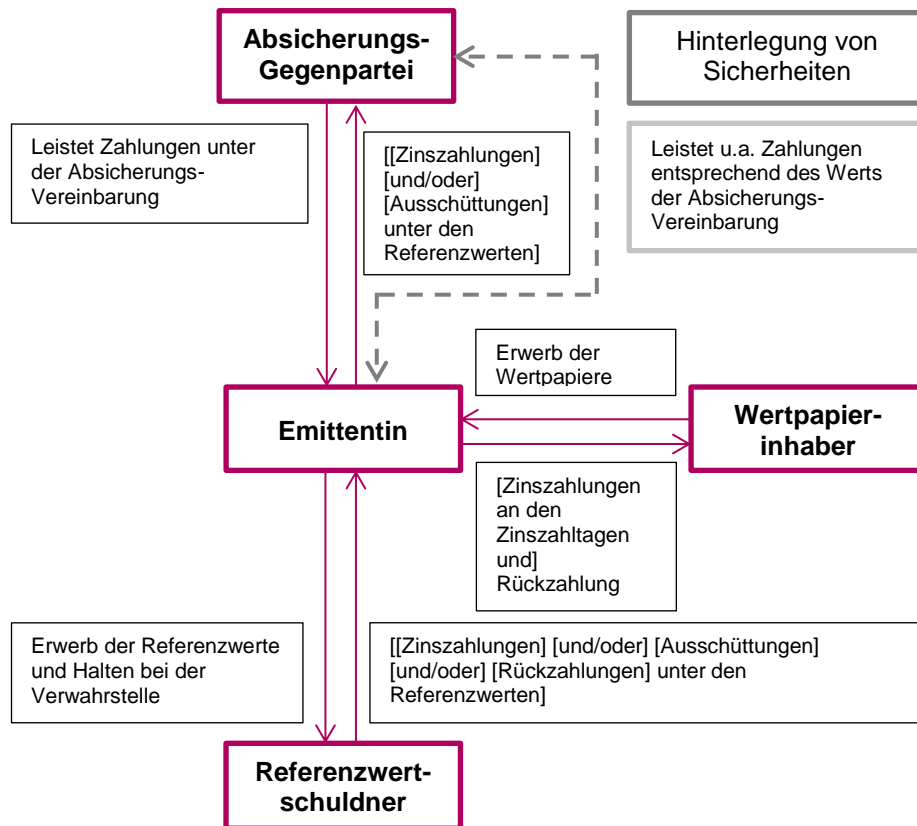 Absicherungs-
Gegenpartei
Hinterlegung von
Sicherheiten
Leistet Zahlungen unter
der Absicherungs-
Vereinbarung
[[Zinszahlungen]
[und/oder]
[Ausschüttungen]
unter den
Referenzwerten]
Leistet u.a. Zahlungen
entsprechend des Werts
der Absicherungs-
Vereinbarung
Erwerb der
Wertpapiere
Emittentin
Wertpapier-
inhaber
[Zinszahlungen
an den
Zinszahltagen
und]
Rückzahlung
Erwerb der Referenzwerte
und Halten bei der
Verwahrstelle
[[Zinszahlungen] [und/oder] [Ausschüttungen]
[und/oder] [Rückzahlungen] unter den
Referenzwerten]
Referenzwert-
schuldner